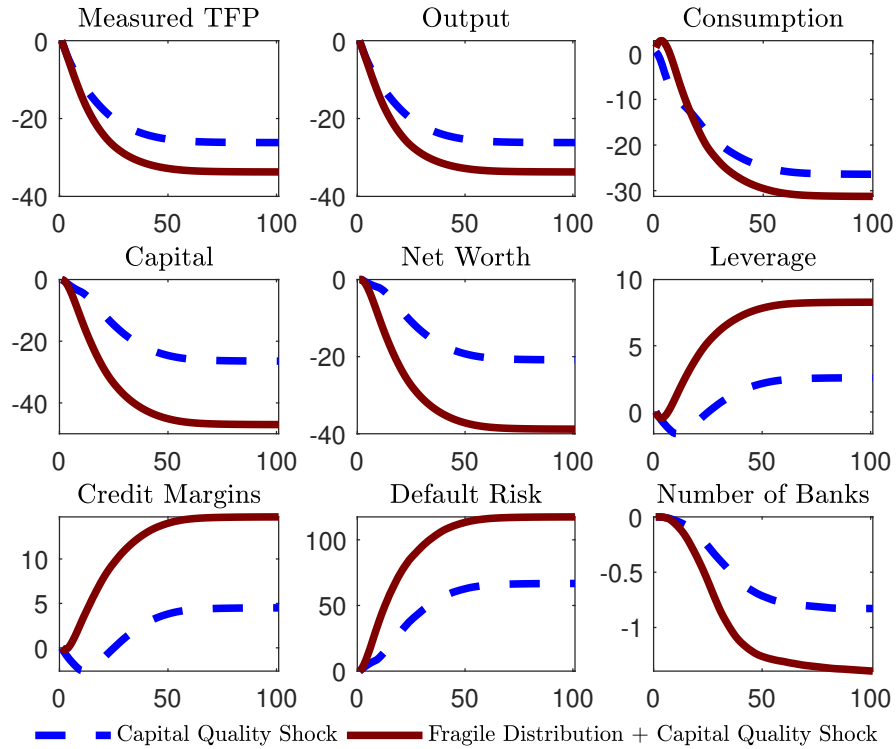 Measured TFP Output Consumption
0 0 0
-20 -20 -10
-20
-40 -40 -30
0 50 100 0 50 100 0 50 100
Capital Net Worth Leverage
0 0 10
-20 -20 5
-40 -40 0
0 50 100 0 50 100 0 50 100
Credit Margins Default Risk Number of Banks
10 100 0
5 50 -0.5
0 0 -1
0 50 100 0 50 100 0 50 100
Capital Quality Shock Fragile Distribution + Capital Quality Shock